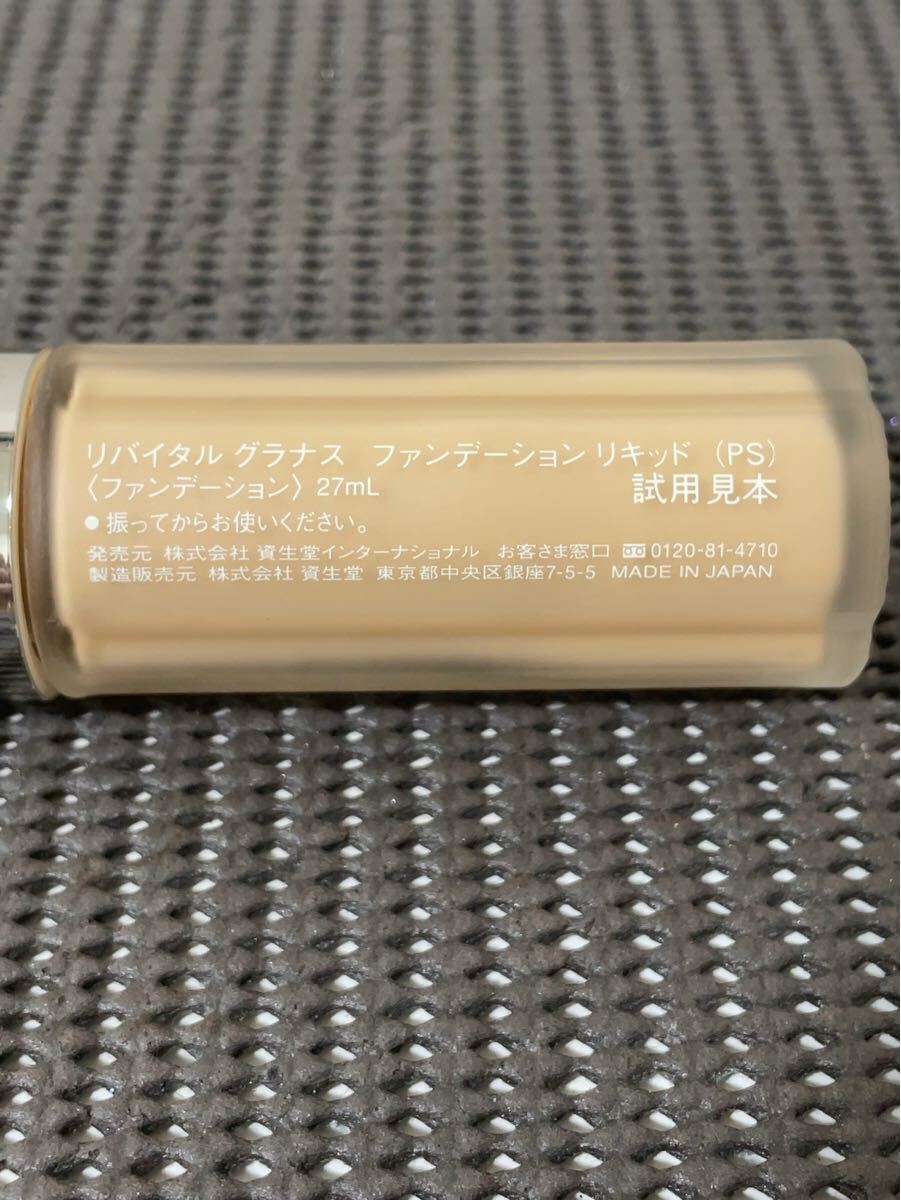 リバイタル グラナス　ファンデーション リキッド （PS）
〈ファンデーション〉 27mL 試用見本
●振ってからお使いください。
発売元 株式会社 資生堂インターナショナル お客さま窓口 0120-81-4710
製造販売元 株式会社 資生堂 東京都中央区銀座7-5-5 MADE IN JAPAN